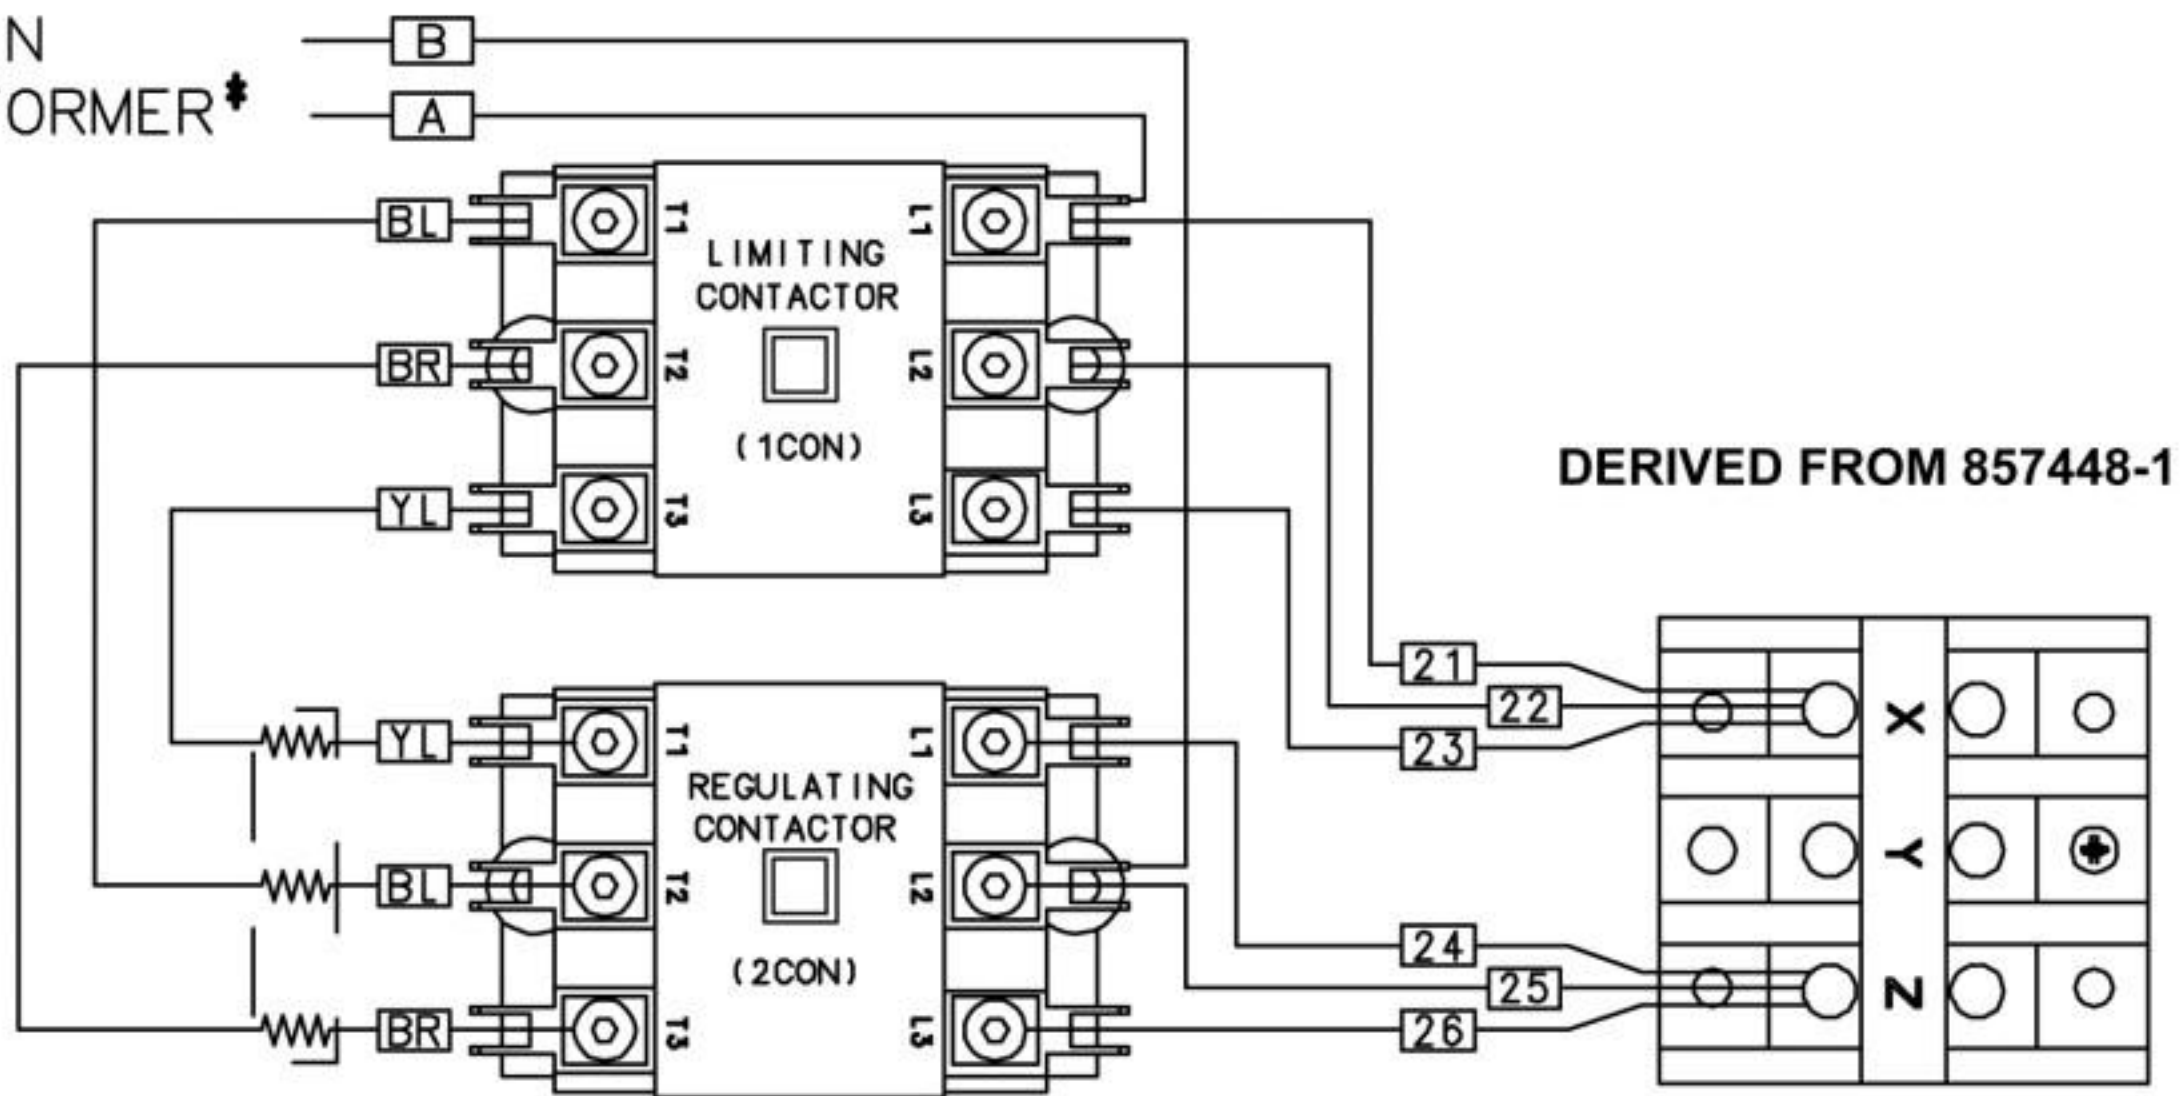 N
ORMER*
B
A
BL
BR
YL
T1
T2
T3
LIMITING
CONTACTOR
(1CON)
L1
L2
L3
DERIVED FROM 857448-1
YL
BL
BR
T1
T2
T3
REGULATING
CONTACTOR
(2CON)
L1
L2
L3
21
22
23
24
25
26
X
Y
Z